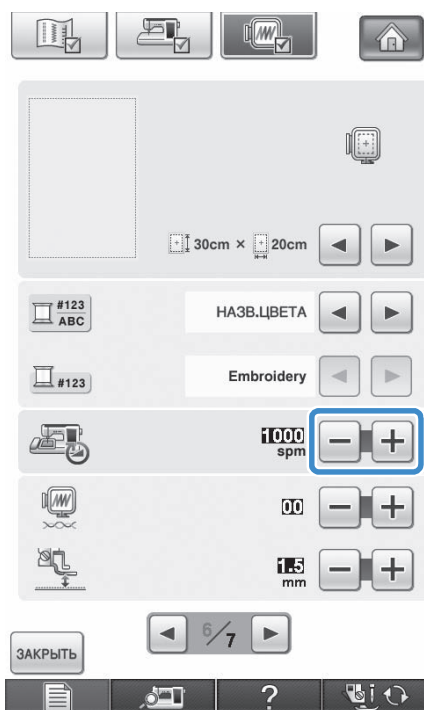 30cm × 20cm
#123
ABC
НАЗВ.ЦВЕТА
#123
Embroidery
1000
spm
00
1.5
mm
ЗАКРЫТЬ
6/7
?